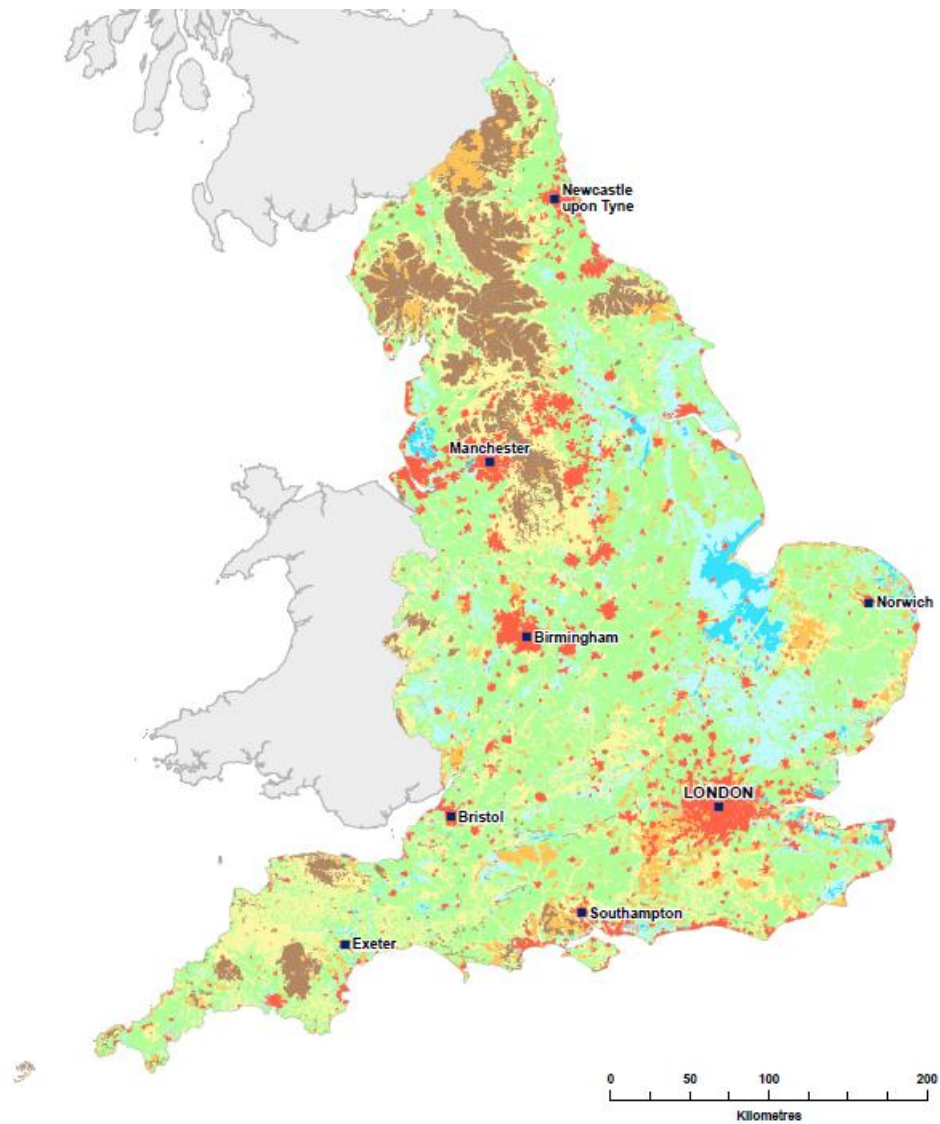 Newcastle
upon Tyne
Manchester
Norwich
Birmingham
LONDON
Bristol
Southampton
Exeter
0 50 100 200
Kilometres